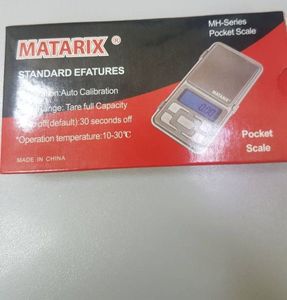 MATARIX ®
MH-Series
Pocket Scale
STANDARD EFATURES
Auto Calibration
Tare full Capacity
off(default):30 seconds off
*Operation temperature:10-30℃
MADE IN CHINA
MATARIX
Pocket
Scale